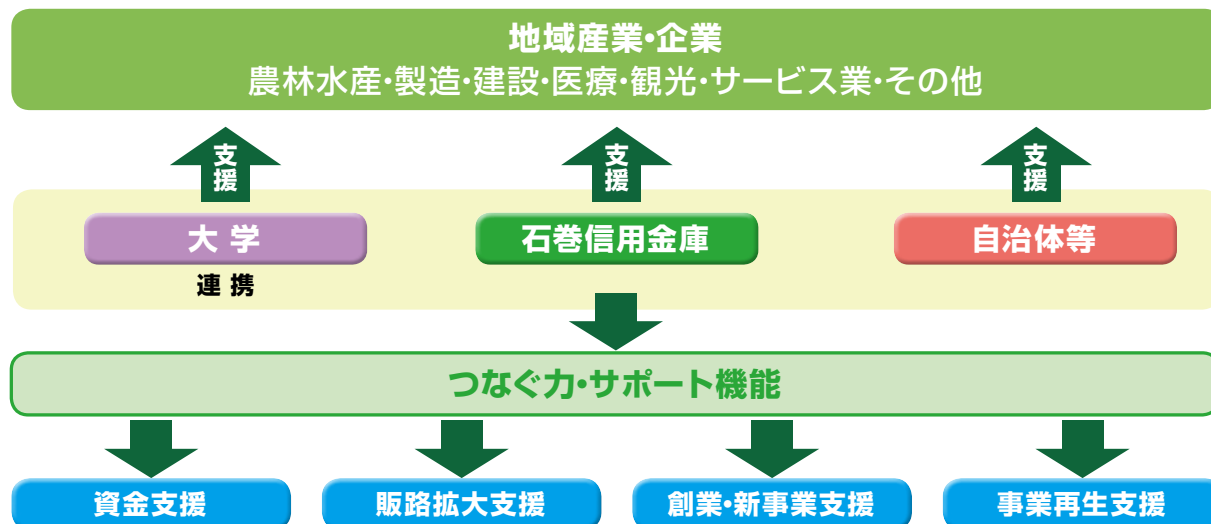 地域産業・企業
農林水産・製造・建設・医療・観光・サービス業・その他
支援
支援
支援
大学
石巻信用金庫
自治体等
連携
つなぐ力・サポート機能
資金支援
販路拡大支援
創業・新事業支援
事業再生支援